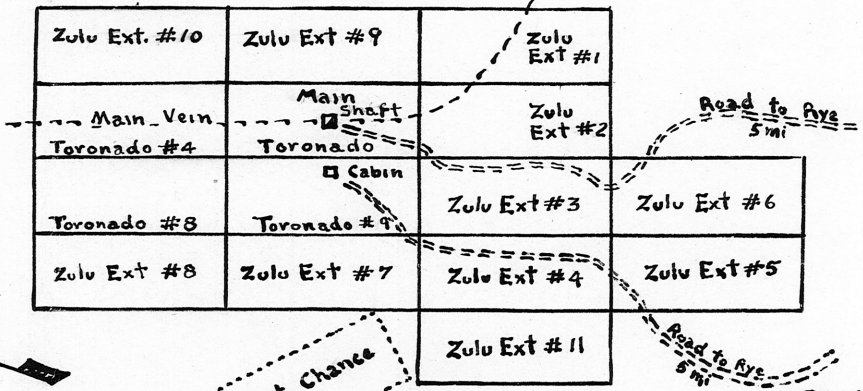 Zulu Ext. #10
Zulu Ext #9
Zulu
Ext #1
Main Vein
Main
Shaft
Zulu
Ext #2
Road to Rye
5 mi
Toronado #4
Toronado
Cabin
Toronado #8
Toronado #9
Zulu Ext #3
Zulu Ext #6
Zulu Ext #8
Zulu Ext #7
Zulu Ext #4
Zulu Ext #5
Chance
Zulu Ext #11
Road to Rye
5 mi